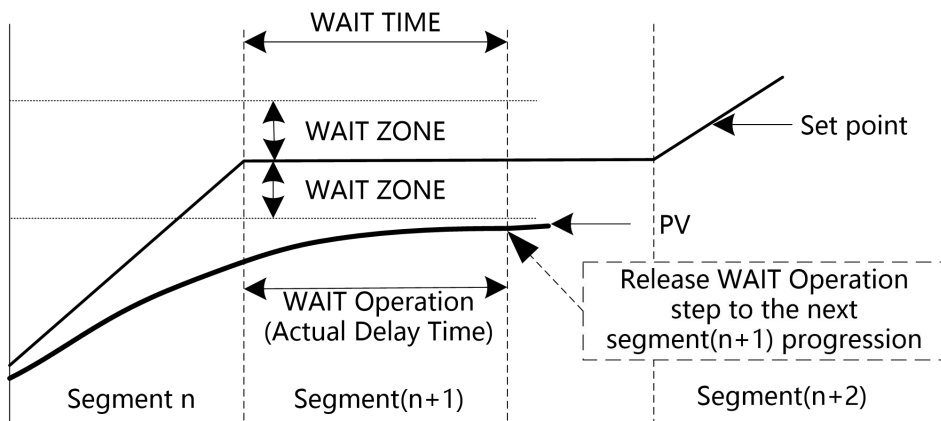 WAIT TIME
WAIT ZONE
Set point
WAIT ZONE
PV
WAIT Operation
(Actual Delay Time)
Release WAIT Operation
step to the next
segment(n+1) progression
Segment n
Segment(n+1)
Segment(n+2)